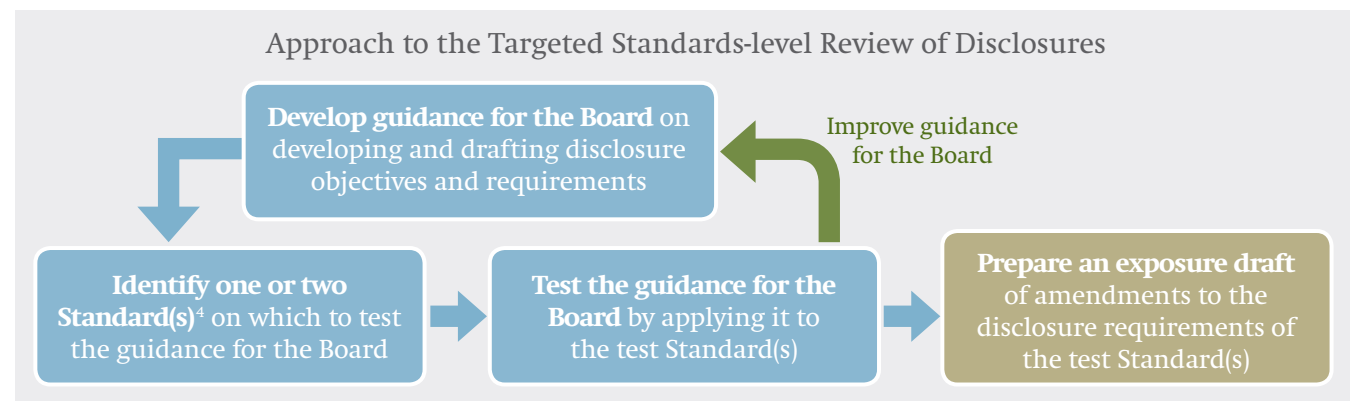 Approach to the Targeted Standards-level Review of Disclosures
Develop guidance for the Board on
developing and drafting disclosure
objectives and requirements
Improve guidance
for the Board
Identify one or two
Standard(s)⁴ on which to test
the guidance for the Board
Test the guidance for the
Board by applying it to
the test Standard(s)
Prepare an exposure draft
of amendments to the
disclosure requirements of
the test Standard(s)